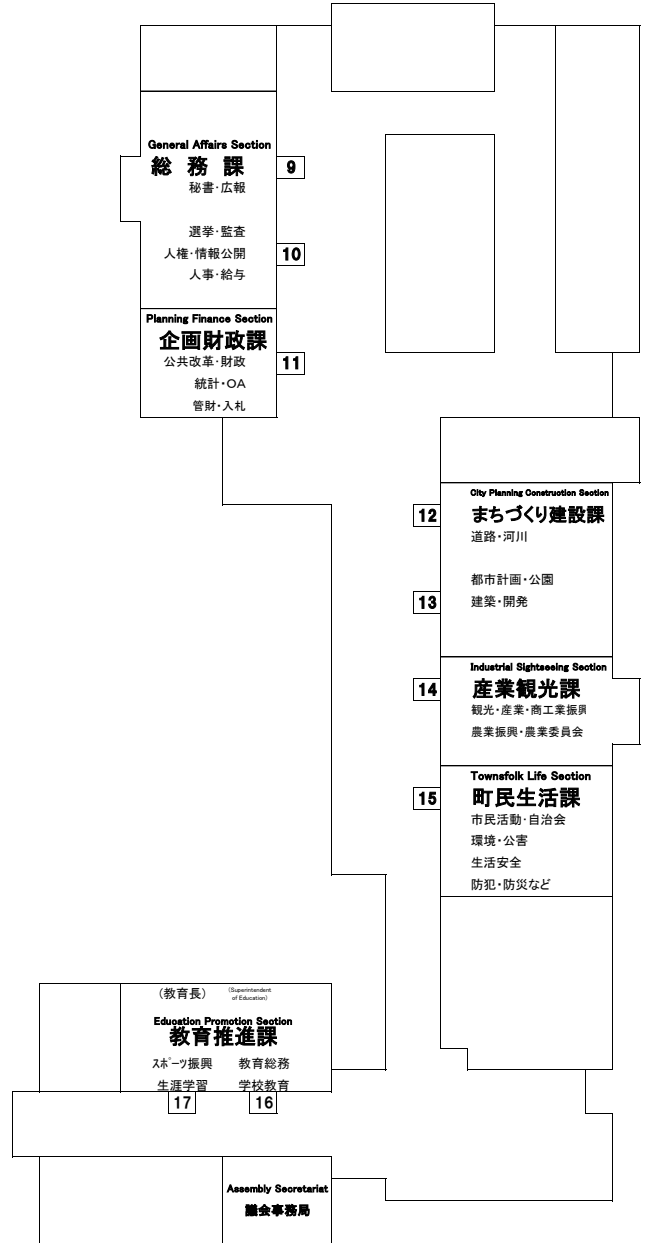 General Affairs Section
総務課
9
秘書・広報
選挙・監査
人権・情報公開
10
人事・給与
Planning Finance Section
企画財政課
公共改革・財政
11
統計・OA
管財・入札
City Planning Construction Section
12
まちづくり建設課
道路・河川
都市計画・公園
13
建築・開発
Industrial Sightseeing Section
14
産業観光課
観光・産業・商工業振興
農業振興・農業委員会
Townsfolk Life Section
15
町民生活課
市民活動・自治会
環境・公害
生活安全
防犯・防災など
(教育長)
(Superintendent
of Education)
Education Promotion Section
教育推進課
スポーツ振興
教育総務
生涯学習
学校教育
17
16
Assembly Secretariat
議会事務局